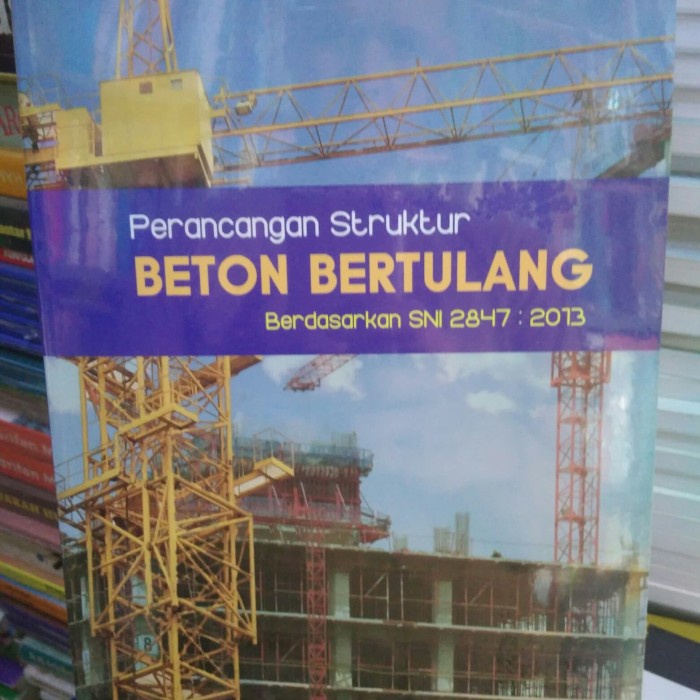 Perancangan Struktur
BETON BERTULANG
Berdasarkan SNI 2847 : 2013